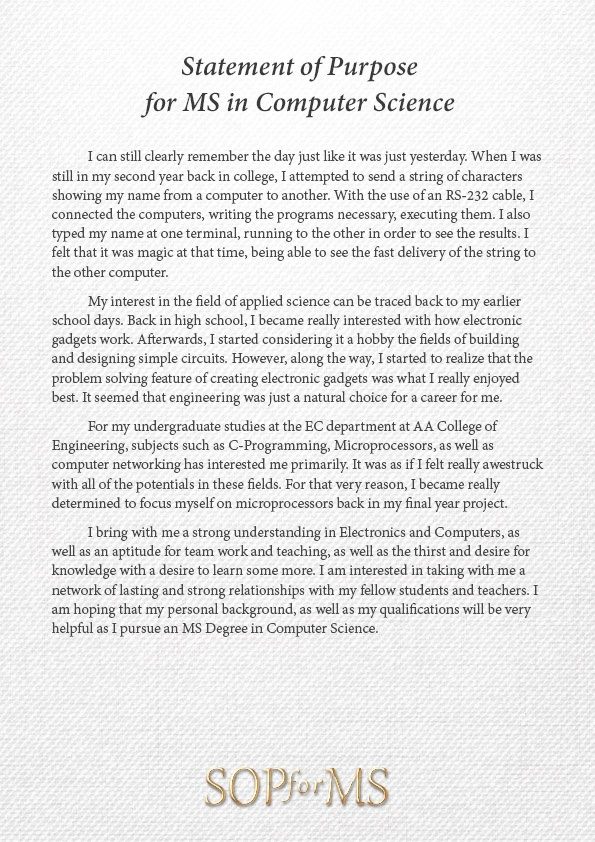 Statement of Purpose
for MS in Computer Science
I can still clearly remember the day just like it was just yesterday. When I was
still in my second year back in college, I attempted to send a string of characters
showing my name from a computer to another. With the use of an RS-232 cable, I
connected the computers, writing the programs necessary, executing them. I also
typed my name at one terminal, running to the other in order to see the results. I
felt that it was magic at that time, being able to see the fast delivery of the string to
the other computer.
My interest in the field of applied science can be traced back to my earlier
school days. Back in high school, I became really interested with how electronic
gadgets work. Afterwards, I started considering it a hobby the fields of building
and designing simple circuits. However, along the way, I started to realize that the
problem solving feature of creating electronic gadgets was what I really enjoyed
best. It seemed that engineering was just a natural choice for a career for me.
For my undergraduate studies at the EC department at AA College of
Engineering, subjects such as C-Programming, Microprocessors, as well as
computer networking has interested me primarily. It was as if I felt really awestruck
with all of the potentials in these fields. For that very reason, I became really
determined to focus myself on microprocessors back in my final year project.
I bring with me a strong understanding in Electronics and Computers, as
well as an aptitude for team work and teaching, as well as the thirst and desire for
knowledge with a desire to learn some more. I am interested in taking with me a
network of lasting and strong relationships with my fellow students and teachers. I
am hoping that my personal background, as well as my qualifications will be very
helpful as I pursue an MS Degree in Computer Science.
SOPforMS